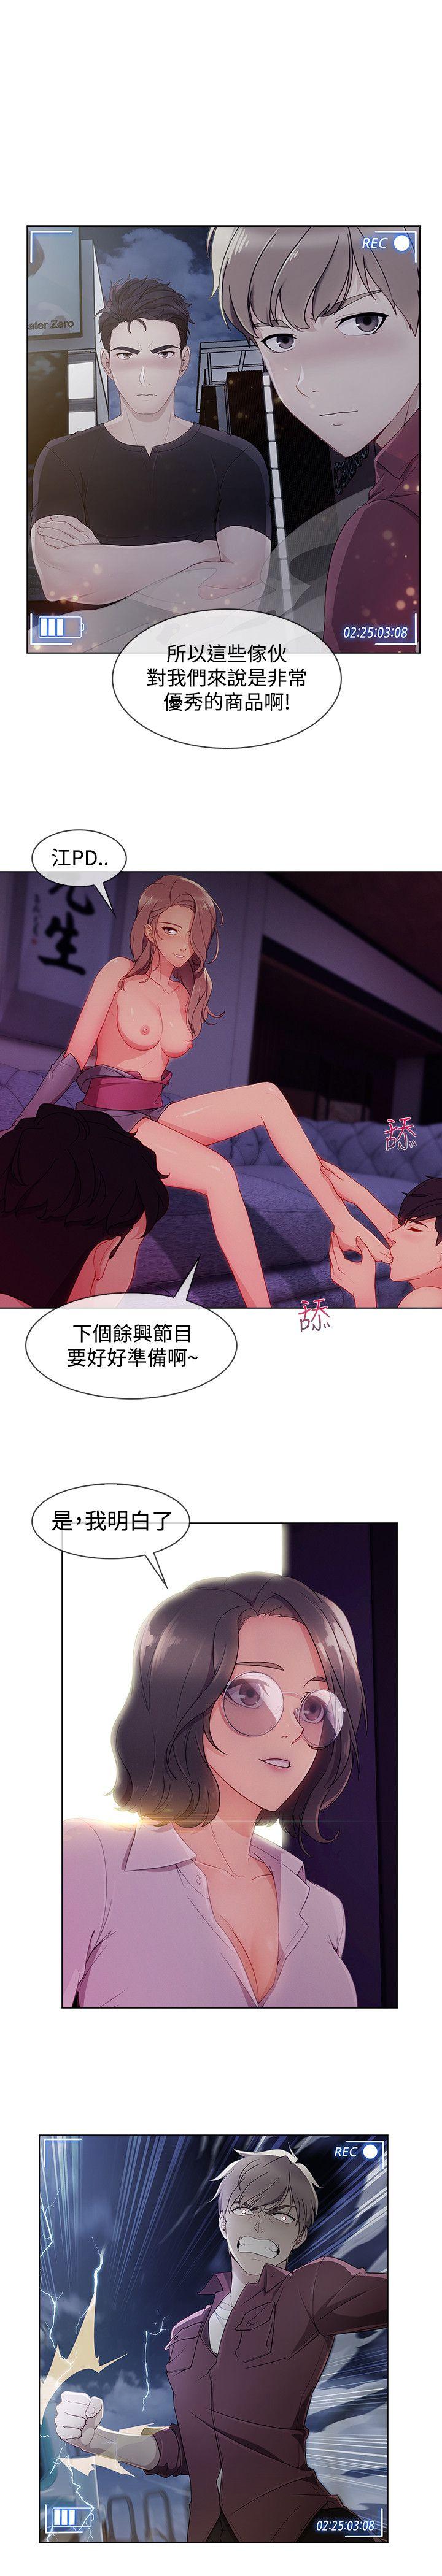 REC
ater Zero
02:25:03:08
所以這些傢伙
對我們來說是非常
優秀的商品啊!
江PD..
生
舔
舔
下個餘興節目
要好好準備啊~
是,我明白了
REC
02:25:03:08